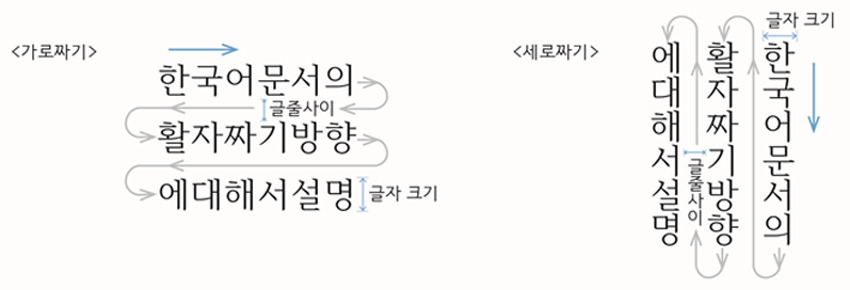 <가로짜기>
한국어문서의
글줄사이
활자짜기방향
에대해서설명
글자 크기
<세로짜기>
글자 크기
한국어문서의
활자짜기방향
글줄사이
에대해서설명